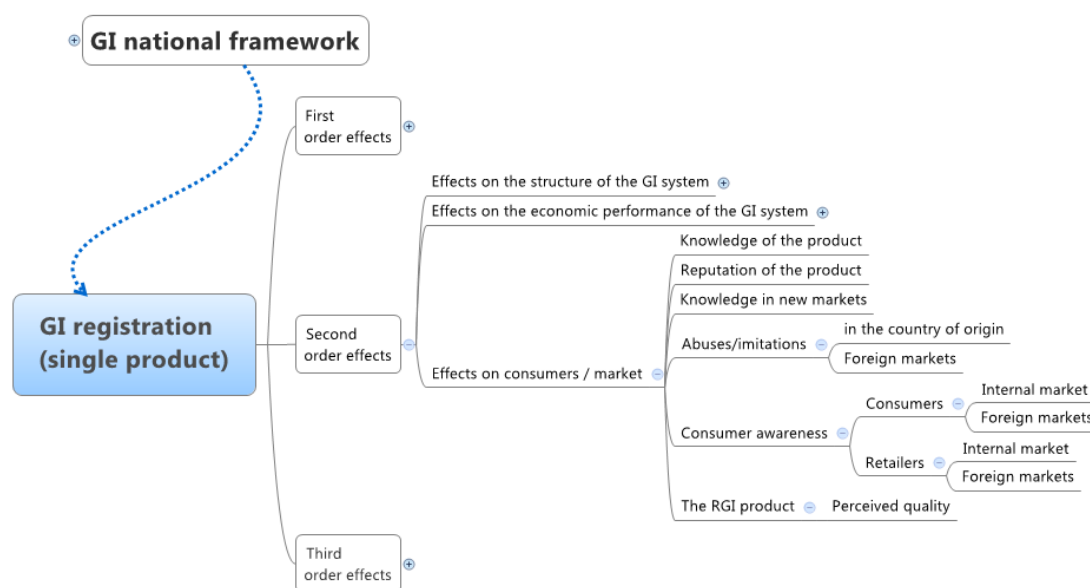 GI national framework
First
order effects
Effects on the structure of the GI system
Effects on the economic performance of the GI system
Knowledge of the product
Reputation of the product
Knowledge in new markets
GI registration
(single product)
Second
order effects
Abuses/imitations
in the country of origin
Foreign markets
Effects on consumers / market
Consumer awareness
Consumers
Internal market
Foreign markets
Retailers
Internal market
Foreign markets
The RGI product
Perceived quality
Third
order effects